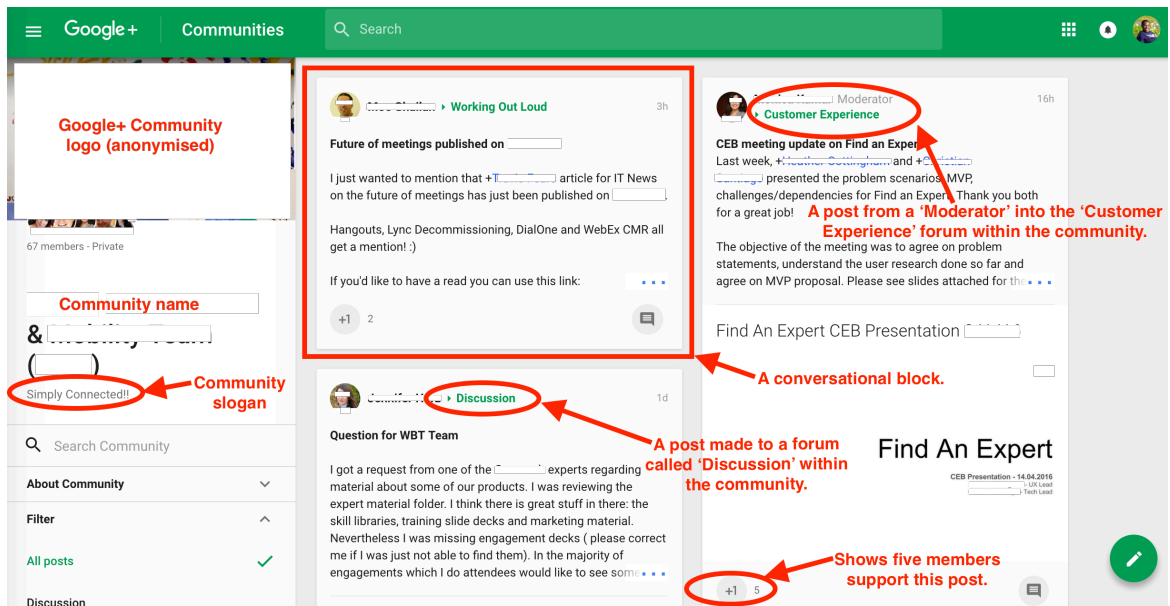 Google+ Communities Search
Google+ Community
logo (anonymised)
67 members - Private
Community name
& Mobility Team
(
)
Simply Connected!!
Community
slogan
Search Community
About Community
Filter
All posts
Discussion
Working Out Loud
3h
Future of meetings published on
I just wanted to mention that + article for IT News
on the future of meetings has just been published on .
Hangouts, Lync Decommissioning, DialOne and WebEx CMR all
get a mention! :)
If you'd like to have a read you can use this link:
+1 2
A conversational block.
Discussion
1d
Question for WBT Team
I got a request from one of the experts regarding
material about some of our products. I was reviewing the
expert material folder. I think there is great stuff in there: the
skill libraries, training slide decks and marketing material.
Nevertheless I was missing engagement decks ( please correct
me if I was just not able to find them). In the majority of
engagements which I do attendees would like to see some
A post made to a forum
called ‘Discussion’ within
the community.
Moderator
16h
Customer Experience
CEB meeting update on Find an Expert
Last week, + and +
presented the problem scenarios, MVP,
challenges/dependencies for Find an Expert. Thank you both
for a great job!
A post from a ‘Moderator’ into the ‘Customer
Experience’ forum within the community.
The objective of the meeting was to agree on problem
statements, understand the user research done so far and
agree on MVP proposal. Please see slides attached for the
Find An Expert CEB Presentation
Find An Expert
CEB Presentation - 14.04.2016
- UX Lead
- Tech Lead
Shows five members
support this post.
+1 5